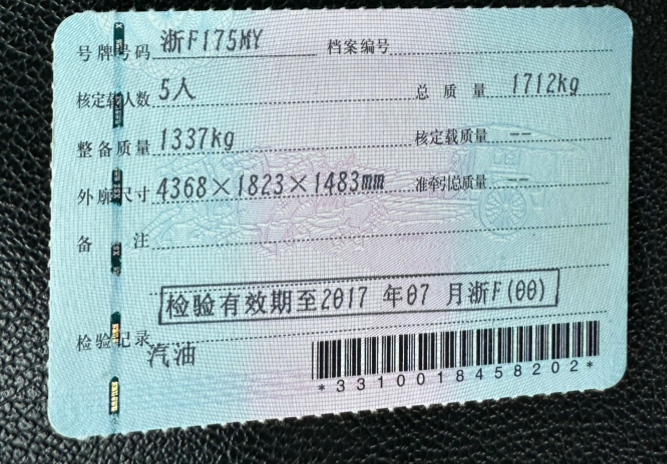 号牌号码 浙F175MY 档案编号
核定载人数 5人 总质量 1712kg
整备质量 1337kg 核定载质量 --
外廓尺寸 4368×1823×1483mm 准牵引总质量 --
备注
检验有效期至2017 年07 月浙F(00)
检验记录
汽油
*3310018458202*